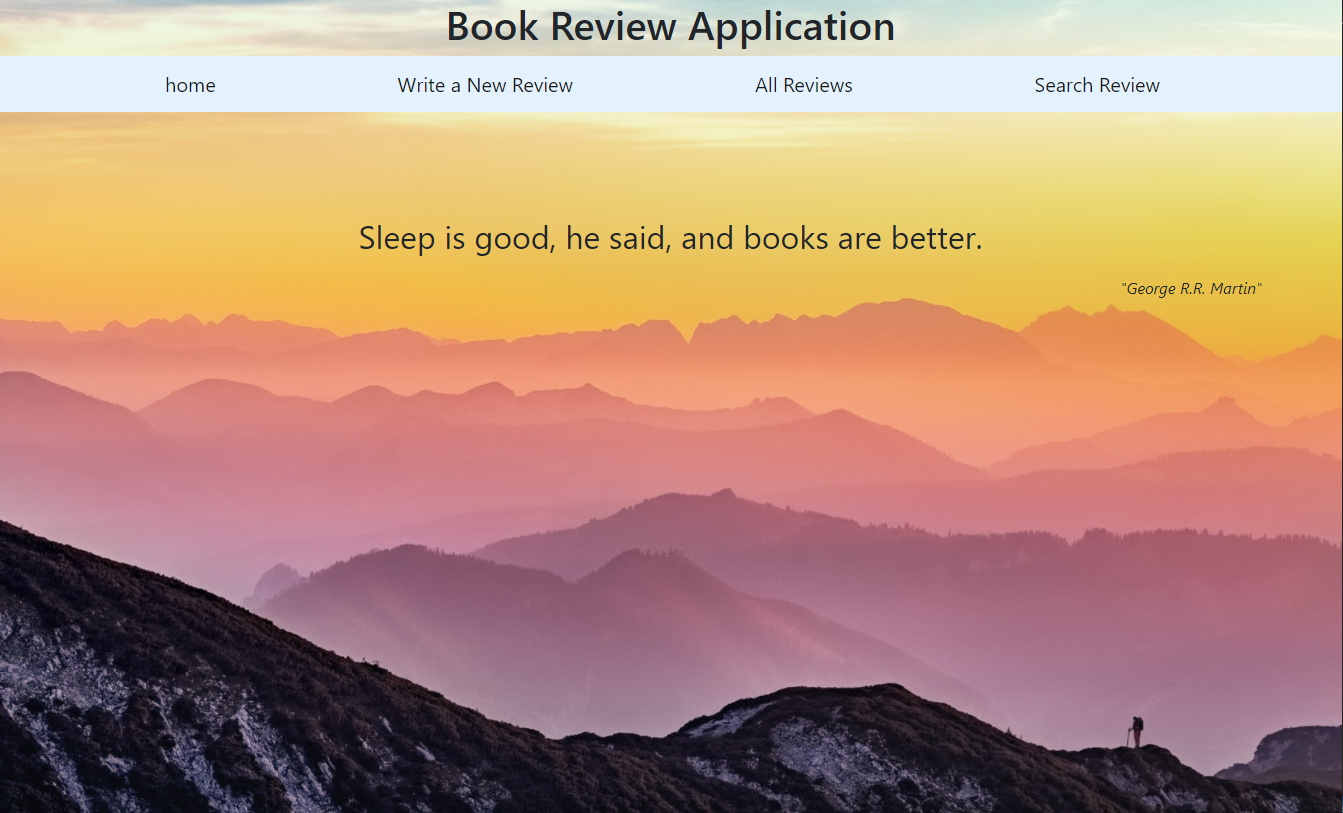 Book Review Application
home Write a New Review All Reviews Search Review
Sleep is good, he said, and books are better.
"George R.R. Martin"